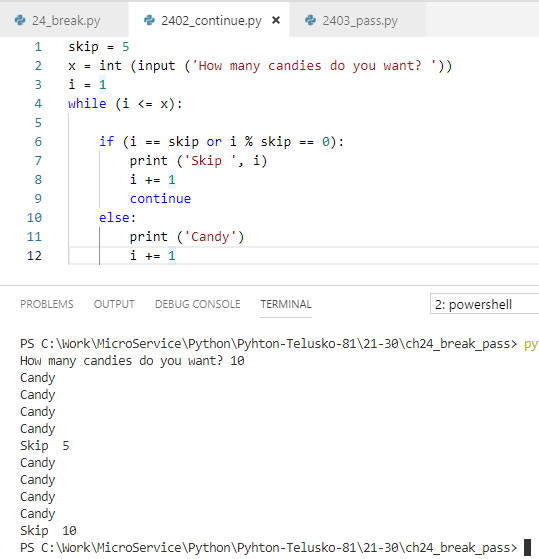 24_break.py 2402_continue.py × 2403_pass.py
1 skip = 5
2 x = int (input ('How many candies do you want? '))
3 i = 1
4 while (i <= x):
5
6 if (i == skip or i % skip == 0):
7 print ('Skip ', i)
8 i += 1
9 continue
10 else:
11 print ('Candy')
12 i += 1
PROBLEMS OUTPUT DEBUG CONSOLE TERMINAL 2: powershell
PS C:\Work\MicroService\Python\Pyhton-Telusko-81\21-30\ch24_break_pass> py
How many candies do you want? 10
Candy
Candy
Candy
Candy
Skip  5
Candy
Candy
Candy
Candy
Skip  10
PS C:\Work\MicroService\Python\Pyhton-Telusko-81\21-30\ch24_break_pass>